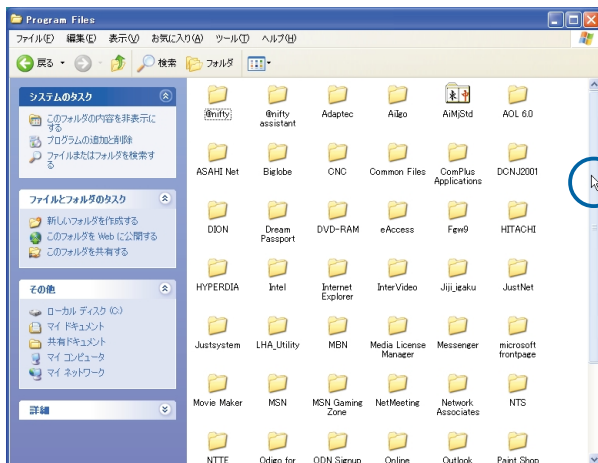 Program Files
ファイル(F) 編集(E) 表示(V) お気に入り(A) ツール(T) ヘルプ(H)
戻る 検索 フォルダ
システムのタスク
このフォルダの内容を非表示に
する
プログラムの追加と削除
ファイルまたはフォルダを検索す
る
ファイルとフォルダのタスク
新しいフォルダを作成する
このフォルダを Web に公開する
このフォルダを共有する
その他
ローカル ディスク (C:)
マイ ドキュメント
共有ドキュメント
マイ コンピュータ
マイ ネットワーク
詳細
@nifty
@nifty
assistant
Adaptec
AiMjStd
AOL 6.0
ASAHI Net
Biglobe
CNC
Common Files
ComPlus
Applications
DCNJ2001
DION
Dream
Passport
DVD-RAM
eAccess
Fgw9
HITACHI
HYPERDIA
Intel
Internet
Explorer
InterVideo
Jiji_igaku
JustNet
Justsystem
LHA_Utility
MBN
Media License
Manager
Messenger
microsoft
frontpage
Movie Maker
MSN
MSN Gaming
Zone
NetMeeting
Network
Associates
NTS
NTTE
Odigo for
ODN Signup
Online
Outlook
Paint Shop